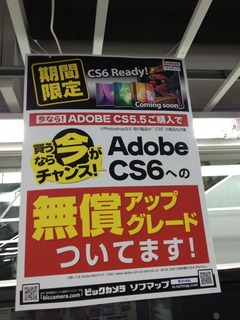 期間
限定
CS6 Ready!
Coming soon
今なら! ADOBE CS5.5ご購入で
買うなら今がチャンス!
Adobe
CS6への
無償アップグレード
ついてます!
biccamera.com
ビックカメラ ソフマップ